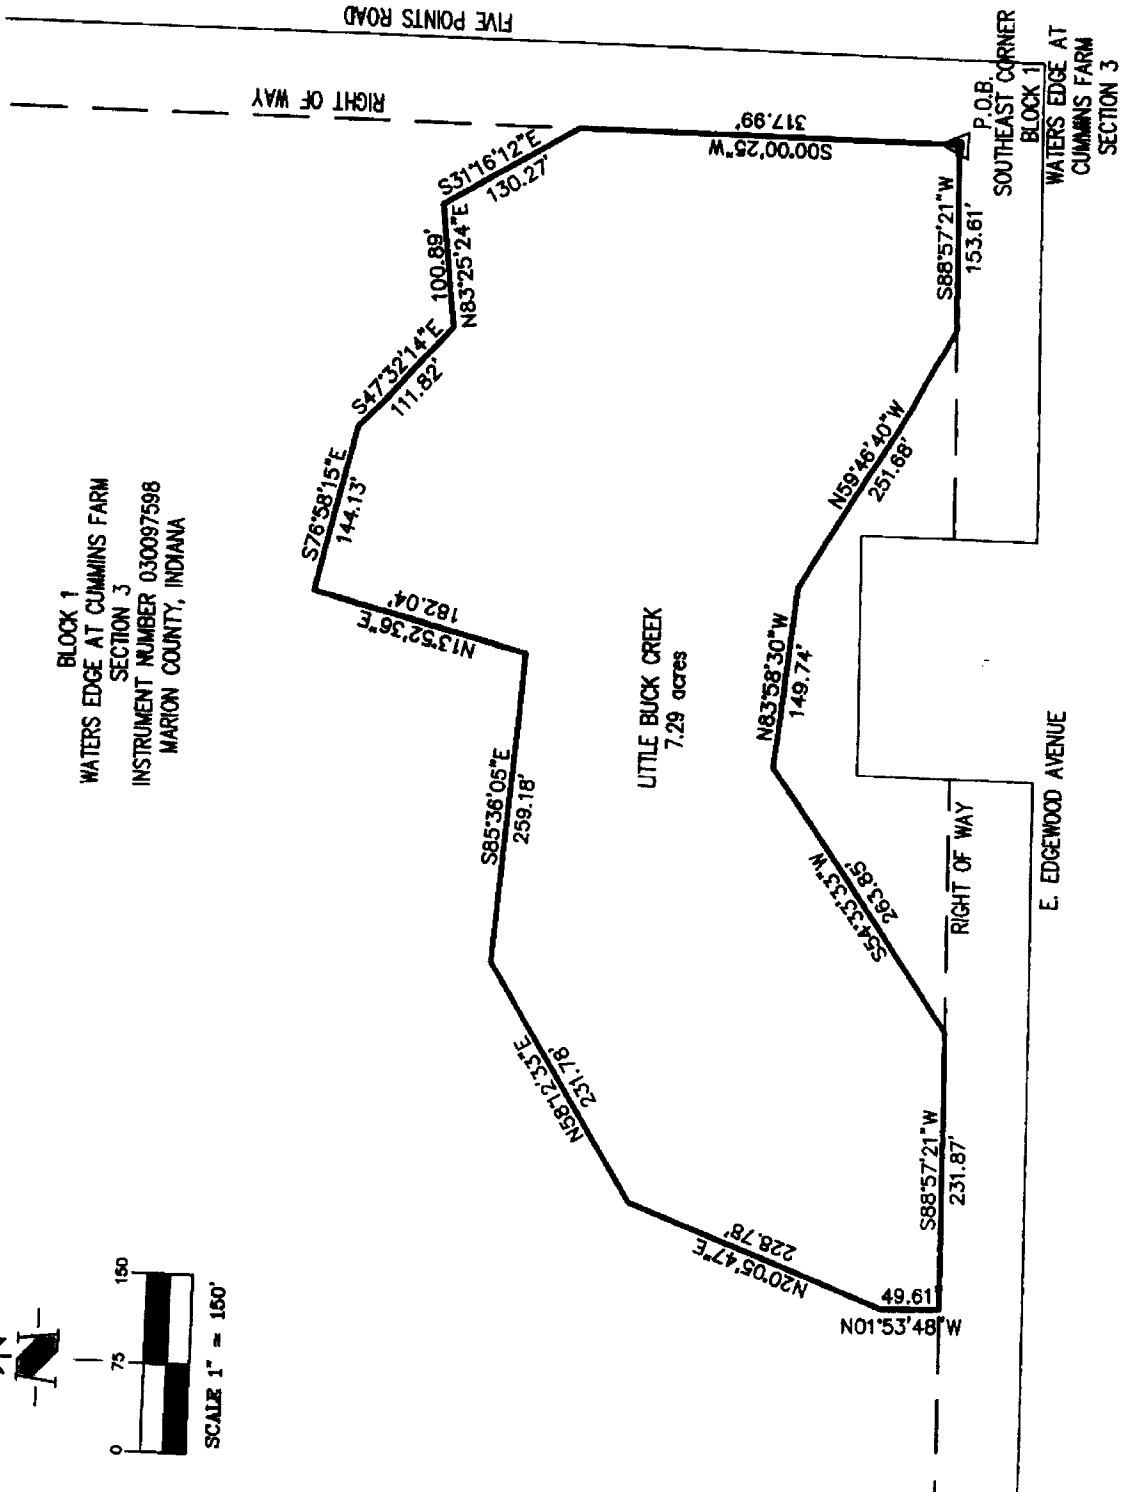 FIVE POINTS ROAD
RIGHT OF WAY
BLOCK 1
WATERS EDGE AT CUMMINS FARM
SECTION 3
INSTRUMENT NUMBER 030097598
MARION COUNTY, INDIANA
S31°16'12"E
130.27'
100.89'
N83°25'24"E
S47°32'14"E
111.82'
S76°58'15"E
144.13'
N13°52'36"E
182.04'
S85°36'05"E
259.18'
N58°12'33"E
231.78'
N20°05'47"E
228.78'
49.61'
N01°53'48"W
S88°57'21"W
231.87'
S54°33'33"W
263.85'
N83°58'30"W
149.74'
N59°46'40"W
251.68'
S88°57'21"W
153.61'
S00°00'25"W
317.99'
LITTLE BUCK CREEK
7.29 acres
P.O.B.
SOUTHEAST CORNER
BLOCK 1
WATERS EDGE AT
CUMMINS FARM
SECTION 3
RIGHT OF WAY
E. EDGEWOOD AVENUE
N
0 75 150
SCALE 1" = 150'